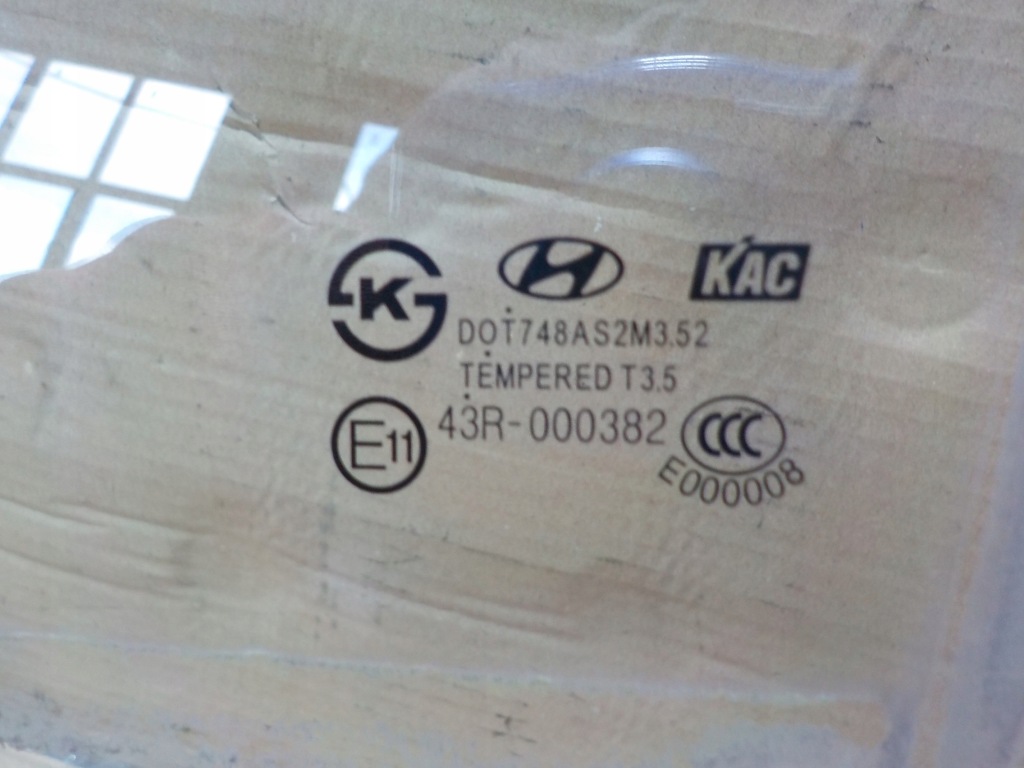 K
KAC
DOT748AS2M3.52
TEMPERED T3.5
E11 43R-000382 CCC
E000008